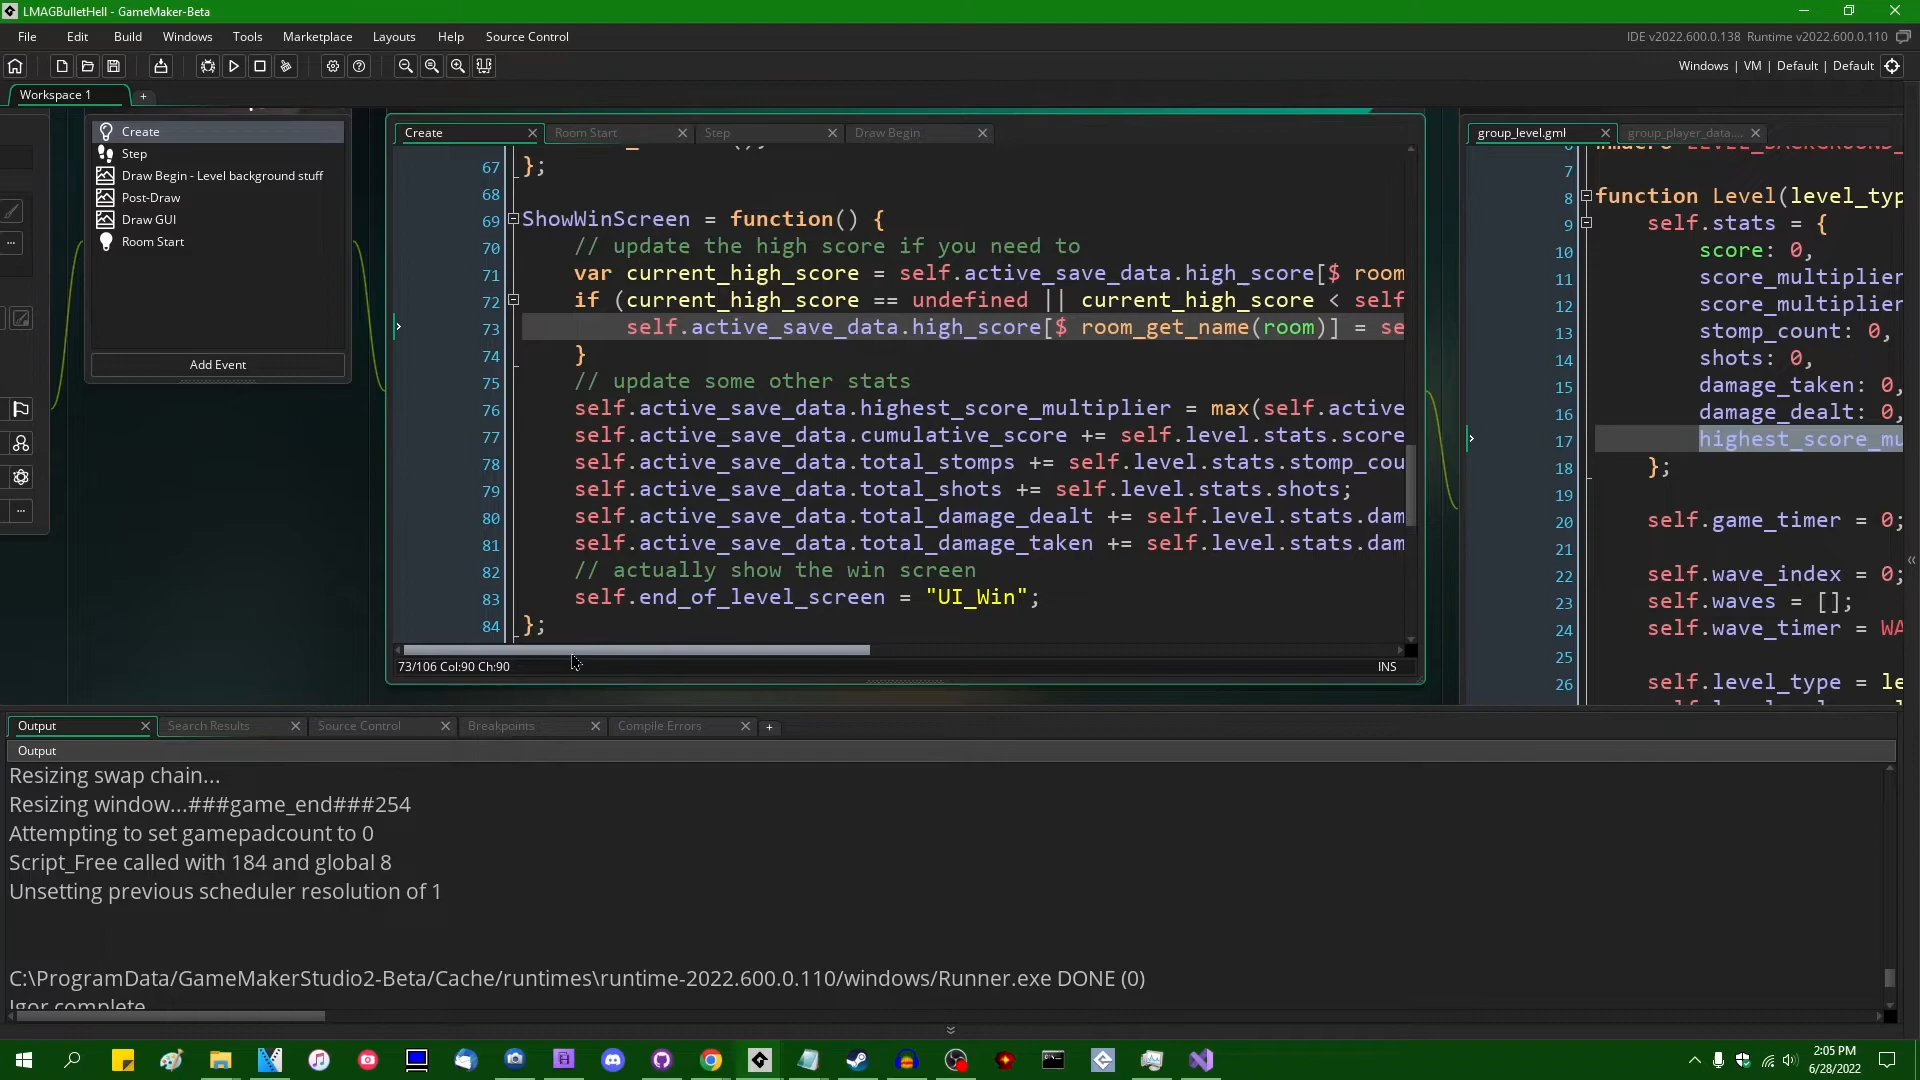 LMAGBulletHell - GameMaker-Beta
File Edit Build Windows Tools Marketplace Layouts Help Source Control
IDE v2022.600.0.138 Runtime v2022.600.0.110
Windows | VM | Default | Default
Workspace 1
Create
Step
Draw Begin - Level background stuff
Post-Draw
Draw GUI
Room Start
Add Event
Create Room Start Step Draw Begin
67 };
68
69 ShowWinScreen = function() {
70 // update the high score if you need to
71 var current_high_score = self.active_save_data.high_score[$ room
72 if (current_high_score == undefined || current_high_score < self
73 self.active_save_data.high_score[$ room_get_name(room)] = se
74 }
75 // update some other stats
76 self.active_save_data.highest_score_multiplier = max(self.active
77 self.active_save_data.cumulative_score += self.level.stats.score
78 self.active_save_data.total_stomps += self.level.stats.stomp_cou
79 self.active_save_data.total_shots += self.level.stats.shots;
80 self.active_save_data.total_damage_dealt += self.level.stats.dam
81 self.active_save_data.total_damage_taken += self.level.stats.dam
82 // actually show the win screen
83 self.end_of_level_screen = "UI_Win";
84 };
73/106 Col:90 Ch:90 INS
group_level.gml group_player_data....
7
8 function Level(level_typ
9 self.stats = {
10 score: 0,
11 score_multiplier
12 score_multiplier
13 stomp_count: 0,
14 shots: 0,
15 damage_taken: 0,
16 damage_dealt: 0,
17 highest_score_mu
18 };
19
20 self.game_timer = 0;
21
22 self.wave_index = 0;
23 self.waves = [];
24 self.wave_timer = WA
25
26 self.level_type = le
Output Search Results Source Control Breakpoints Compile Errors
Output
Resizing swap chain...
Resizing window...###game_end###254
Attempting to set gamepadcount to 0
Script_Free called with 184 and global 8
Unsetting previous scheduler resolution of 1
C:\ProgramData/GameMakerStudio2-Beta/Cache/runtimes\runtime-2022.600.0.110/windows/Runner.exe DONE (0)
Igor complete
2:05 PM
6/28/2022